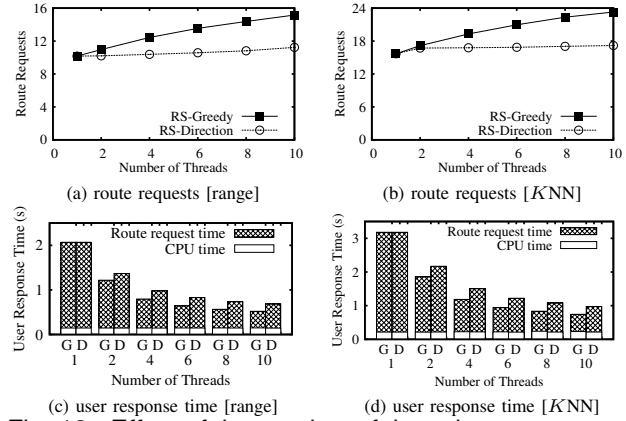 16
12
8
4
0
Route Requests
RS-Greedy
RS-Direction
0 2 4 6 8 10
Number of Threads
(a) route requests [range]
24
18
12
6
0
Route Requests
RS-Greedy
RS-Direction
0 2 4 6 8 10
Number of Threads
(b) route requests [KNN]
2
1
0
User Response Time (s)
Route request time
CPU time
G D G D G D G D G D G D
1 2 4 6 8 10
Number of Threads
(c) user response time [range]
3
2
1
0
User Response Time (s)
Route request time
CPU time
G D G D G D G D G D G D
1 2 4 6 8 10
Number of Threads
(d) user response time [KNN]